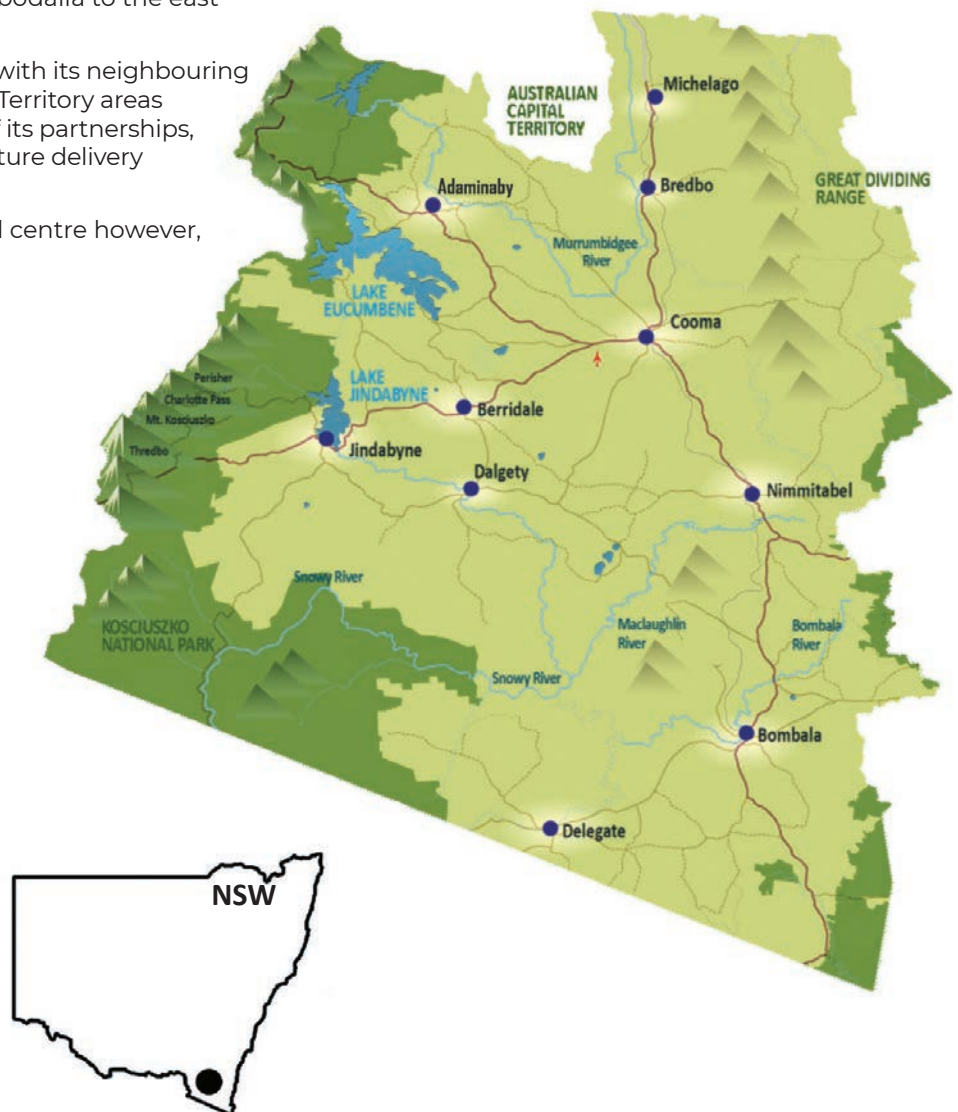 bodalla to the east
with its neighbouring
Territory areas
its partnerships,
ture delivery
l centre however,
Michelago
AUSTRALIAN
CAPITAL
TERRITORY
Bredbo
GREAT DIVIDING
RANGE
Adaminaby
Murrumbidgee
River
LAKE
EUCUMBENE
Cooma
Perisher
Charlotte Pass
Mt. Kosciuszko
Thredbo
LAKE
JINDABYNE
Berridale
Jindabyne
Dalgety
Nimmitabel
Snowy River
KOSCIUSZKO
NATIONAL PARK
Maclaughlin
River
Bombala
River
Snowy River
Bombala
Delegate
NSW